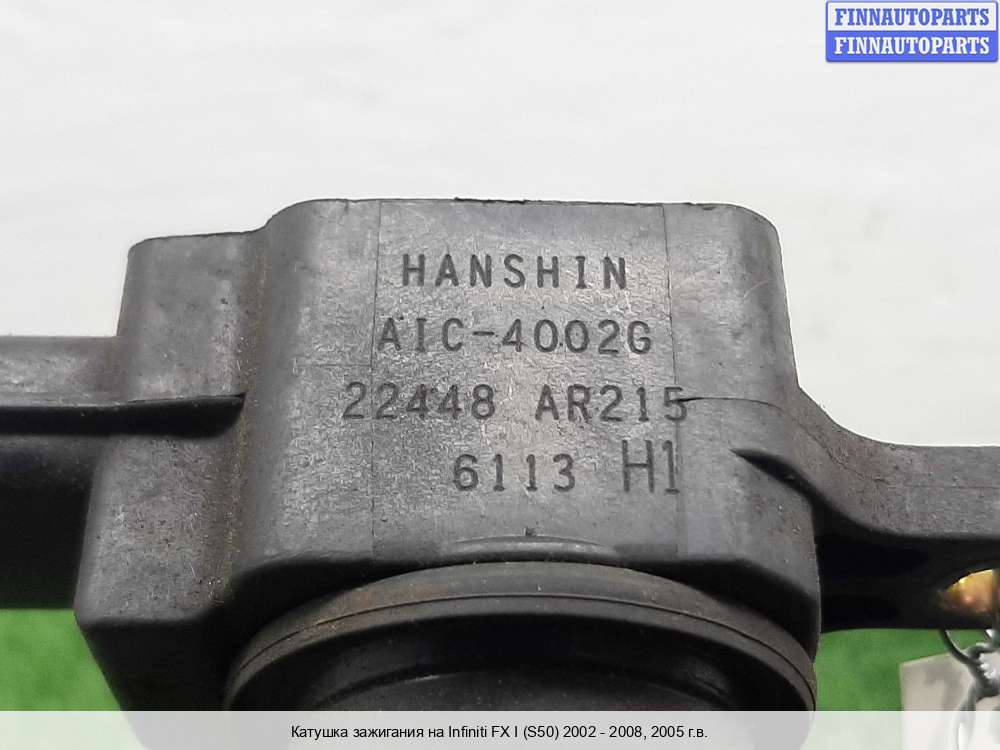 FINNAUTOPARTS
FINNAUTOPARTS
HANSHIN
AIC-4002G
22448 AR215
6113 H1
Катушка зажигания на Infiniti FX I (S50) 2002 - 2008, 2005 г.в.